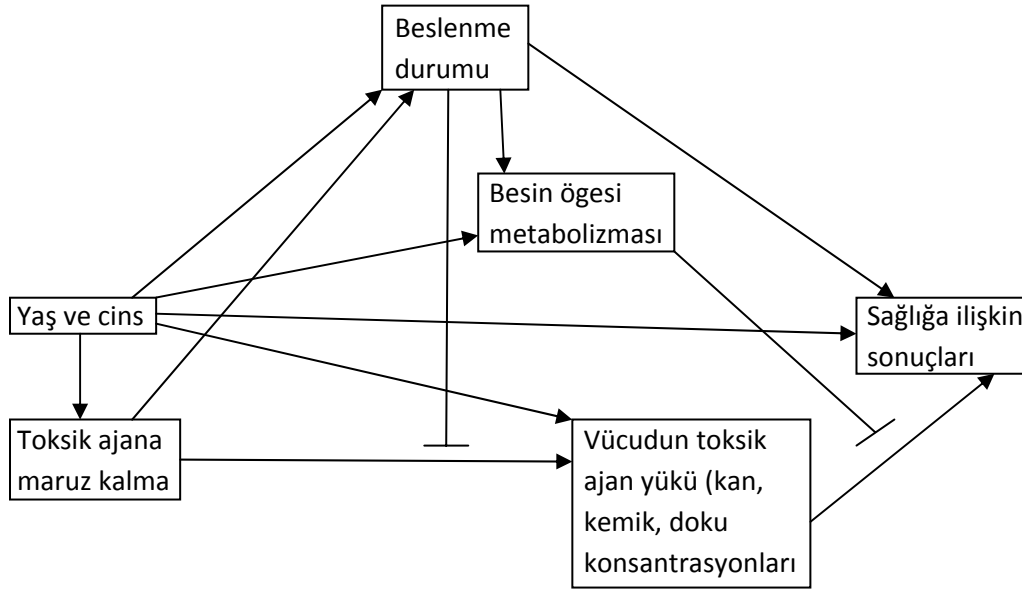 Beslenme
durumu
Besin ögesi
metabolizması
Yaş ve cins
Sağlığa ilişkin
sonuçları
Toksik ajana
maruz kalma
Vücudun toksik
ajan yükü (kan,
kemik, doku
konsantrasyonları